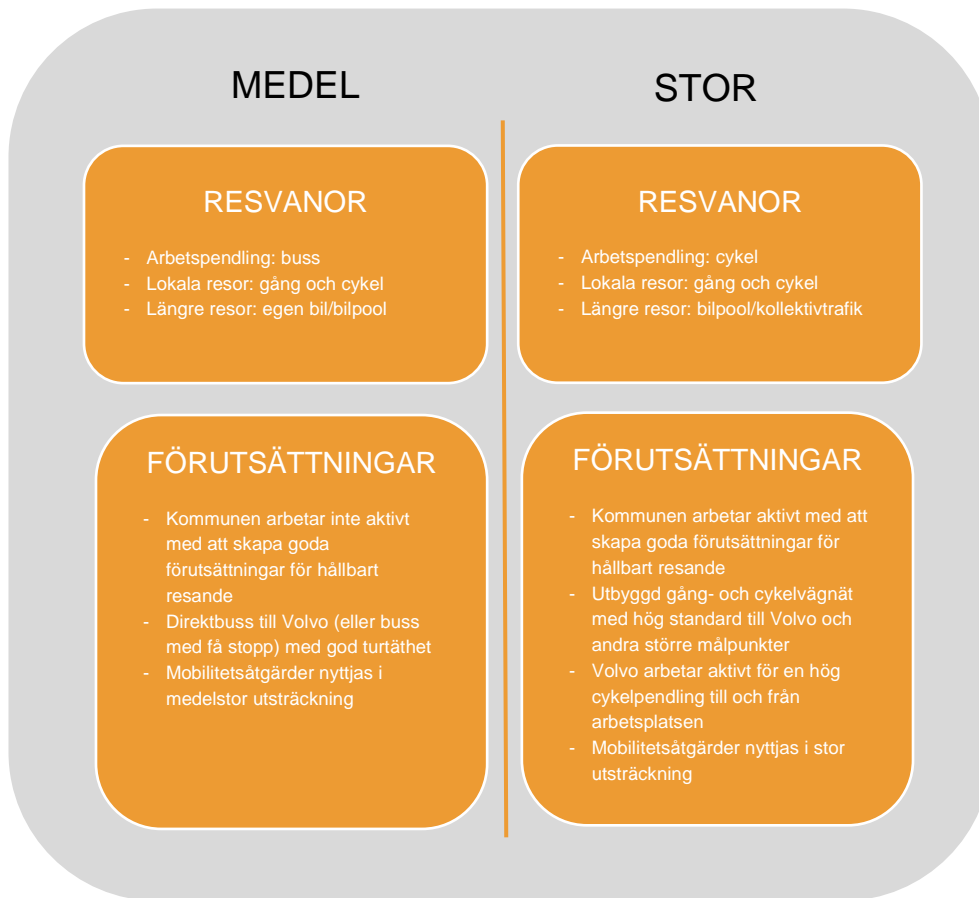 MEDEL
RESVANOR
- Arbetspendling: buss
- Lokala resor: gång och cykel
- Längre resor: egen bil/bilpool
FÖRUTSÄTTNINGAR
- Kommunen arbetar inte aktivt
med att skapa goda
förutsättningar för hållbart
resande
- Direktbuss till Volvo (eller buss
med få stopp) med god turtäthet
- Mobilitetsåtgärder nyttjas i
medelstor utsträckning
STOR
RESVANOR
- Arbetspendling: cykel
- Lokala resor: gång och cykel
- Längre resor: bilpool/kollektivtrafik
FÖRUTSÄTTNINGAR
- Kommunen arbetar aktivt med att
skapa goda förutsättningar för
hållbart resande
- Utbyggd gång- och cykelvägnät
med hög standard till Volvo och
andra större målpunkter
- Volvo arbetar aktivt för en hög
cykelpendling till och från
arbetsplatsen
- Mobilitetsåtgärder nyttjas i stor
utsträckning